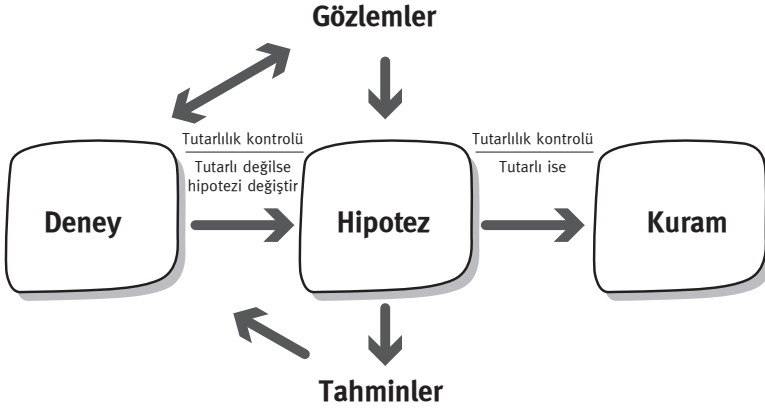 Gözlemler
Tutarlılık kontrolü
Tutarlı değilse
hipotezi değiştir
Tutarlılık kontrolü
Tutarlı ise
Deney
Hipotez
Kuram
Tahminler